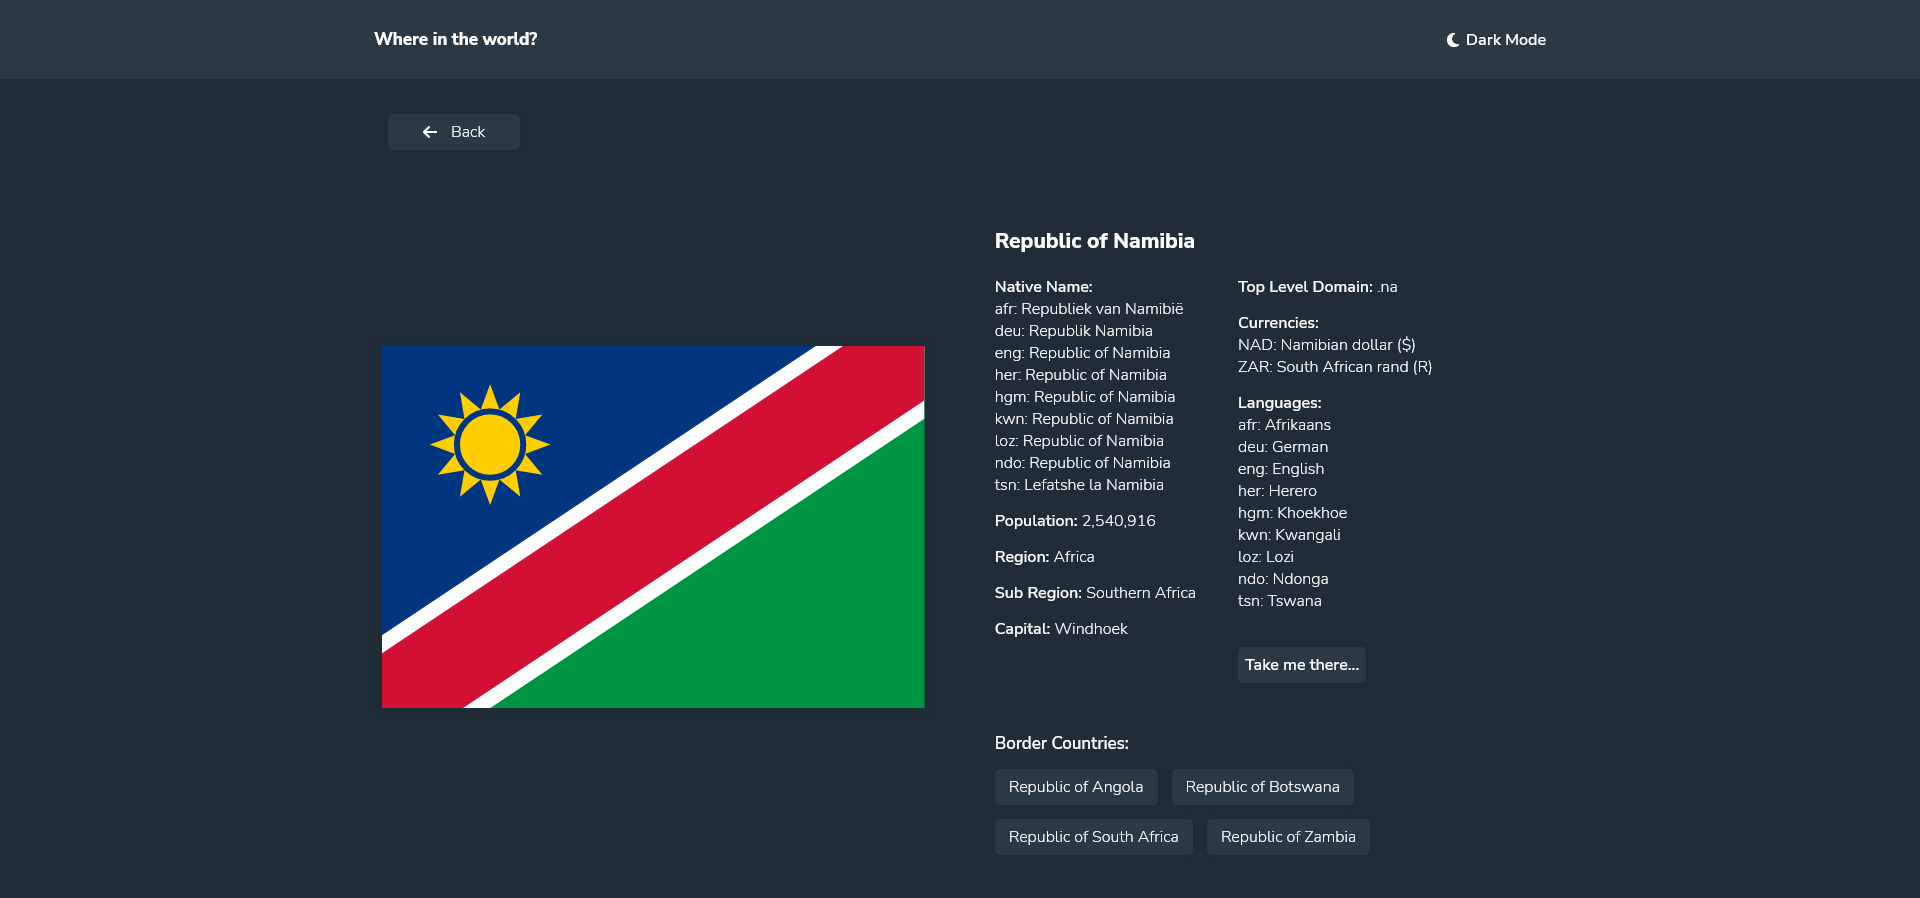 Where in the world?
Dark Mode
Back
Republic of Namibia
Native Name:
afr: Republiek van Namibië
deu: Republik Namibia
eng: Republic of Namibia
her: Republic of Namibia
hgm: Republic of Namibia
kwn: Republic of Namibia
loz: Republic of Namibia
ndo: Republic of Namibia
tsn: Lefatshe la Namibia
Population: 2,540,916
Region: Africa
Sub Region: Southern Africa
Capital: Windhoek
Top Level Domain: .na
Currencies:
NAD: Namibian dollar ($)
ZAR: South African rand (R)
Languages:
afr: Afrikaans
deu: German
eng: English
her: Herero
hgm: Khoekhoe
kwn: Kwangali
loz: Lozi
ndo: Ndonga
tsn: Tswana
Take me there...
Border Countries:
Republic of Angola
Republic of Botswana
Republic of South Africa
Republic of Zambia